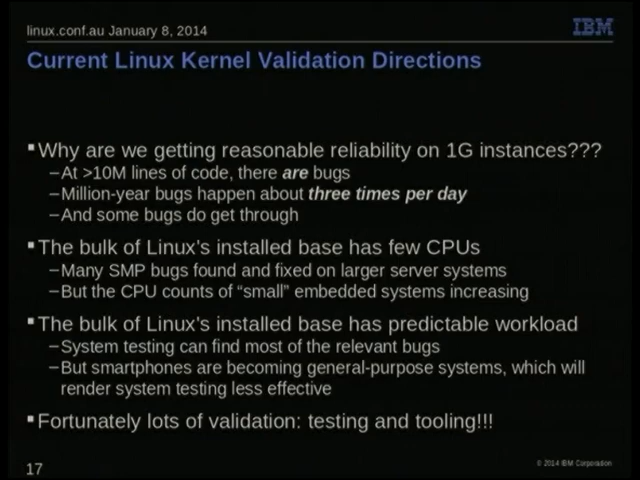 linux.conf.au January 8, 2014
IBM
Current Linux Kernel Validation Directions
▪Why are we getting reasonable reliability on 1G instances???
–At >10M lines of code, there are bugs
–Million-year bugs happen about three times per day
–And some bugs do get through
▪The bulk of Linux's installed base has few CPUs
–Many SMP bugs found and fixed on larger server systems
–But the CPU counts of “small” embedded systems increasing
▪The bulk of Linux's installed base has predictable workload
–System testing can find most of the relevant bugs
–But smartphones are becoming general-purpose systems, which will
render system testing less effective
▪Fortunately lots of validation: testing and tooling!!!
17
© 2014 IBM Corporation